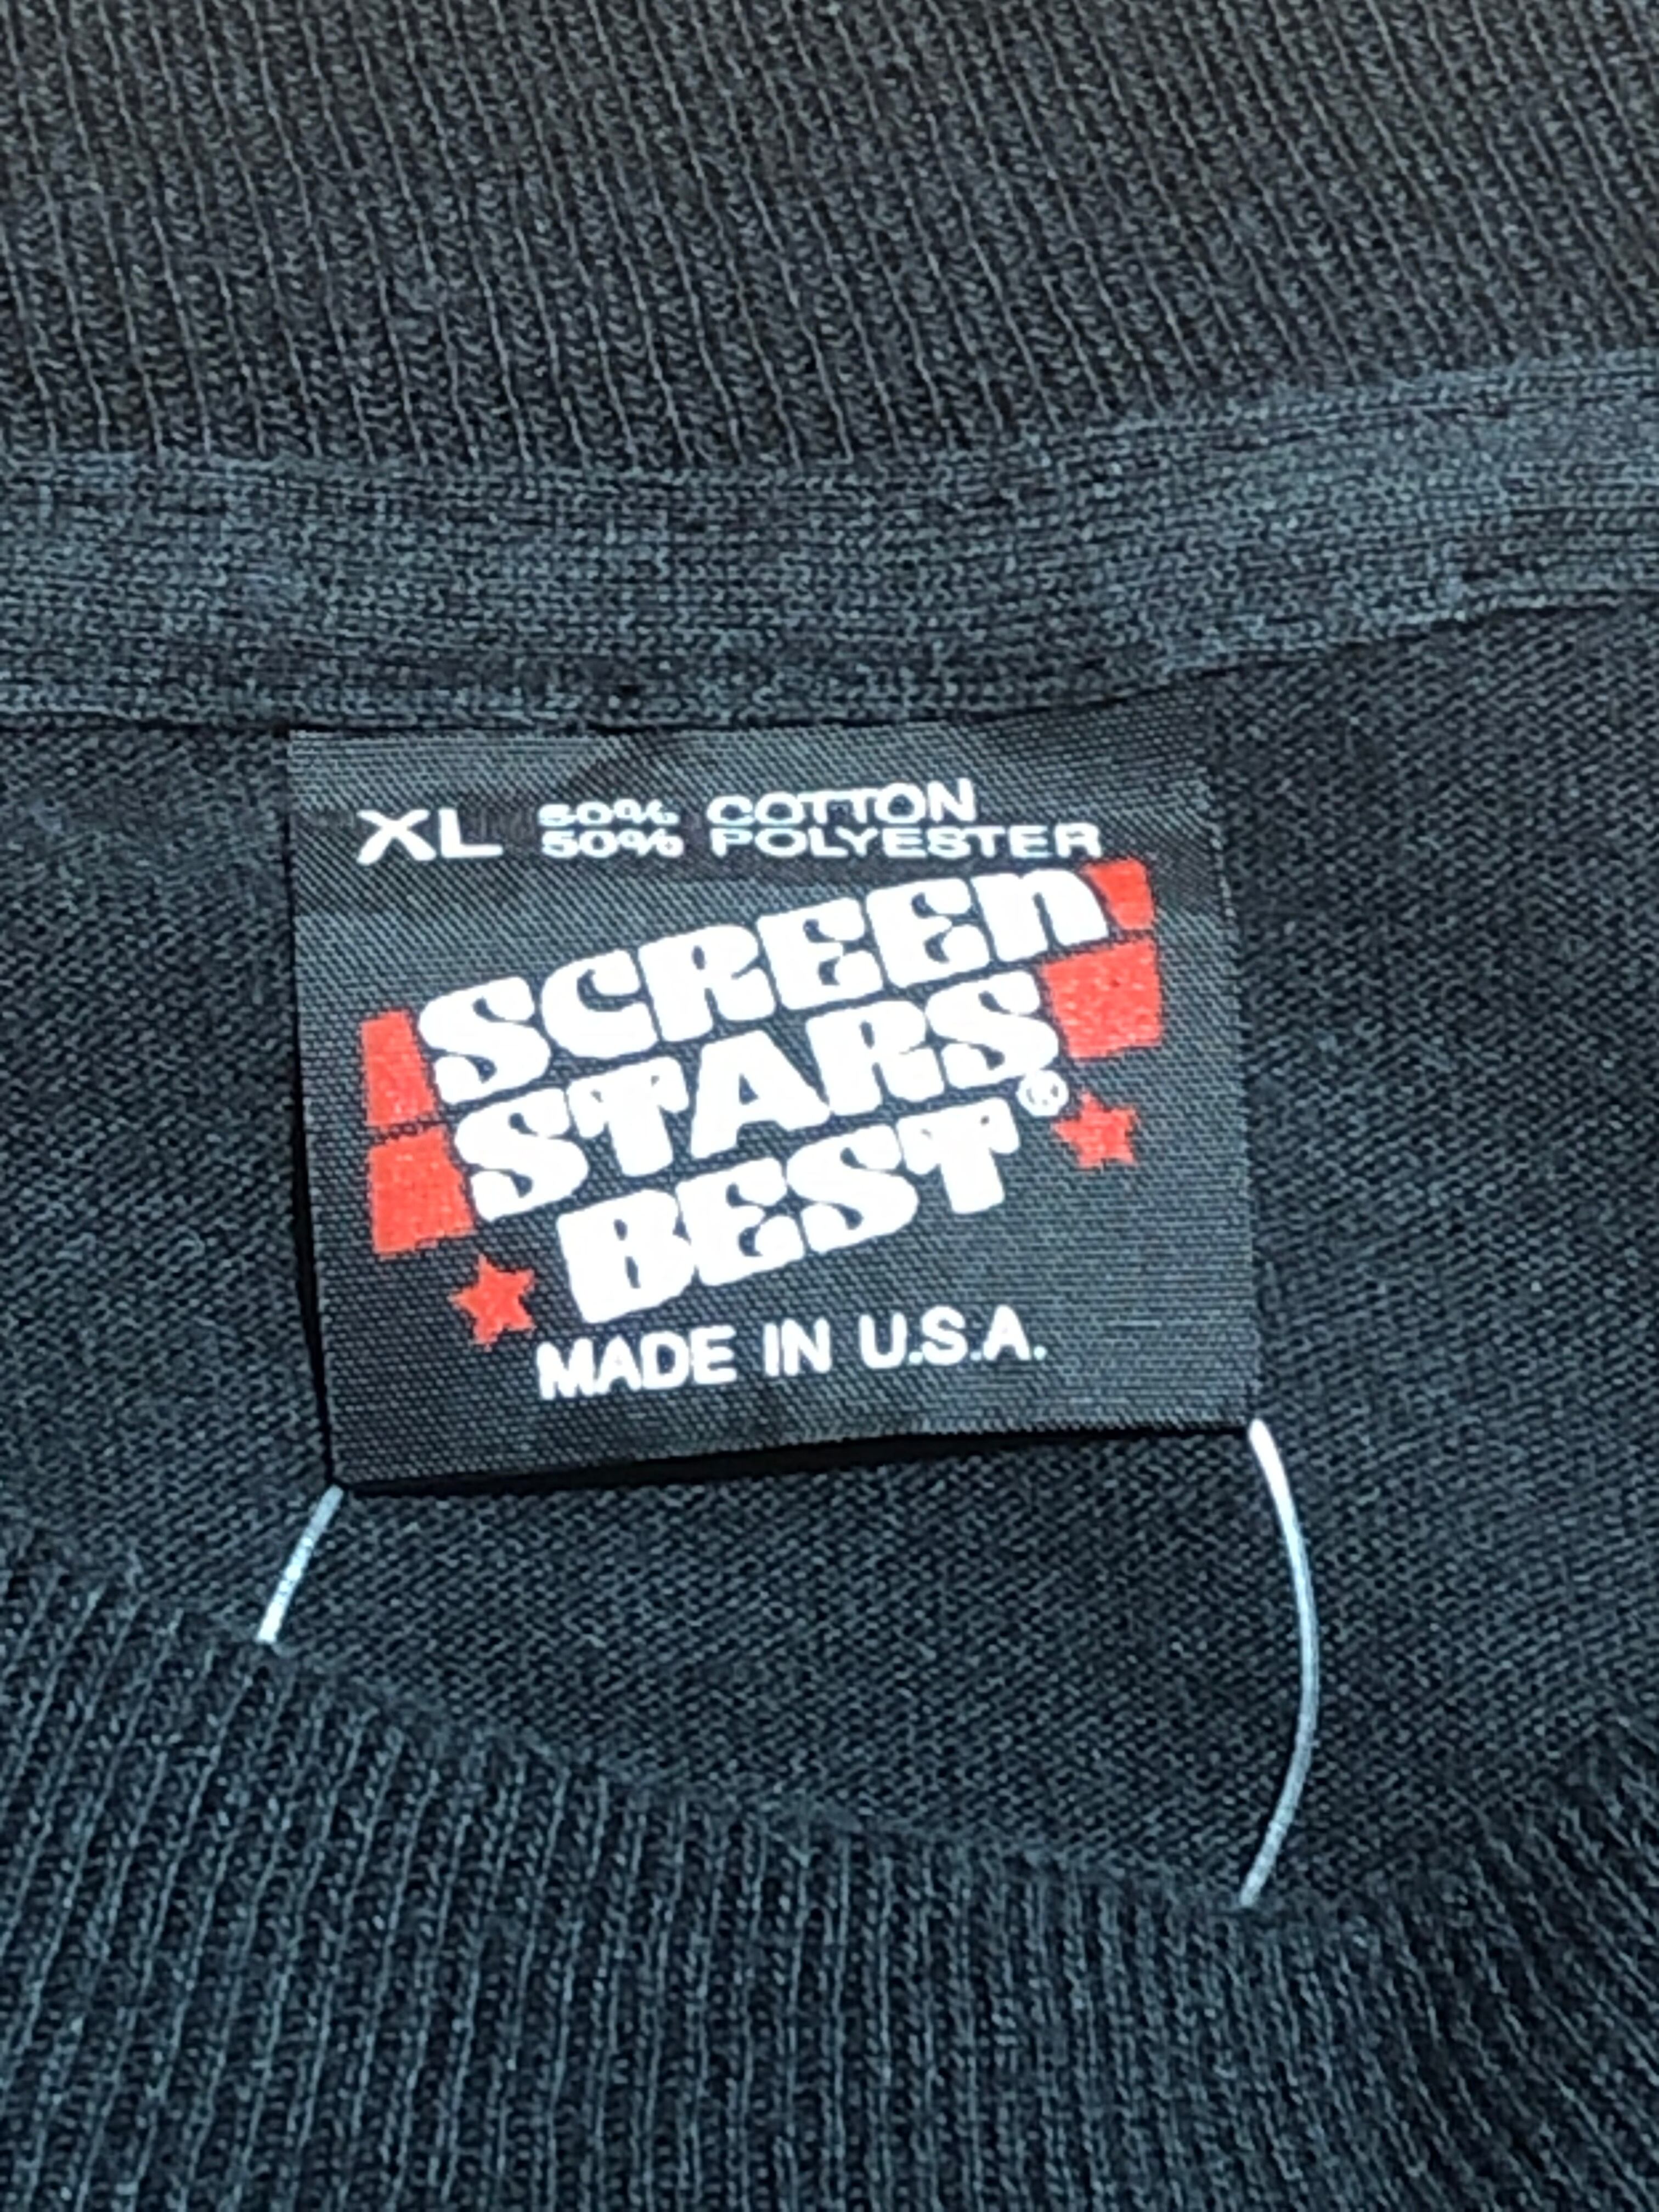 XL 50% COTTON
50% POLYESTER
SCREEn
STARS
BEST®
MADE IN U.S.A.